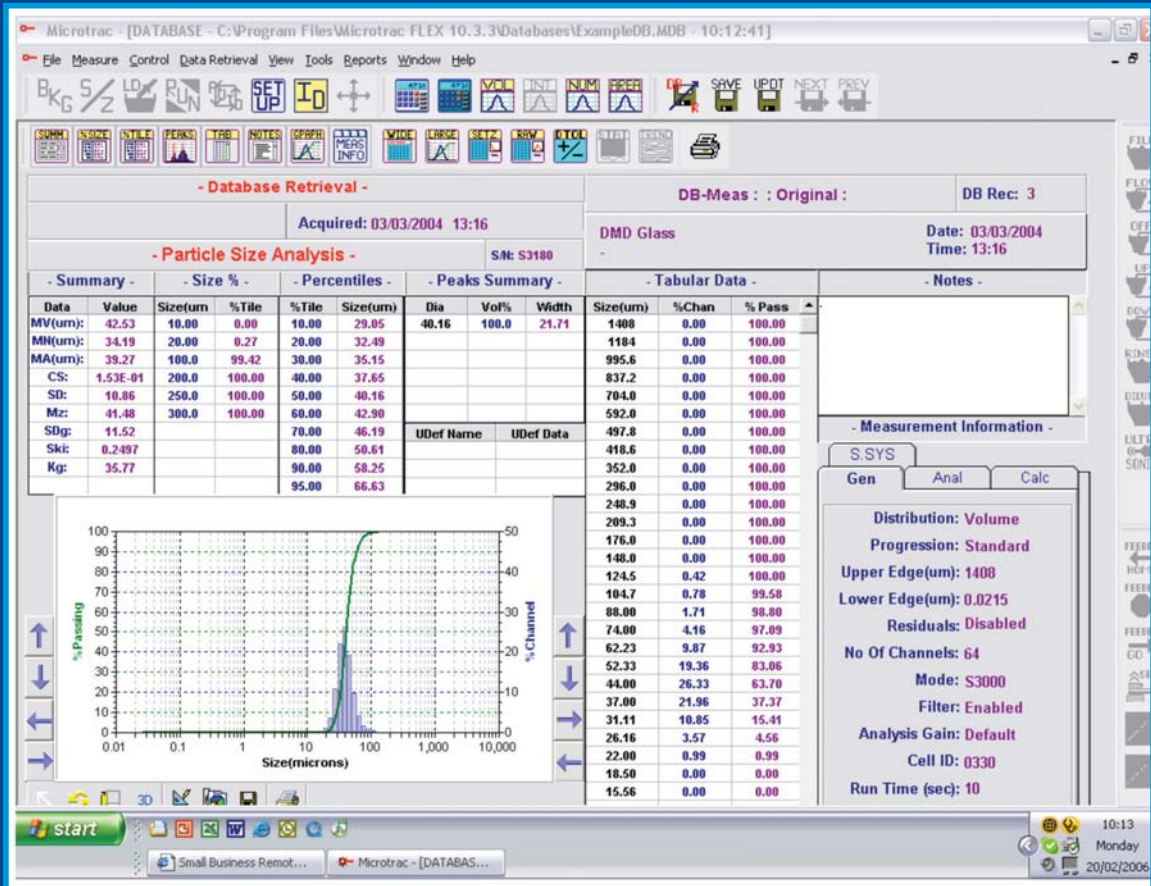 Microtrac - [DATABASE - C:\Program Files\Microtrac FLEX 10.3.3\Databases\ExampleDB.MDB - 10:12:41]
File Measure Control Data Retrieval View Tools Reports Window Help
BKG S/Z LD RUN SET UP ID VOL INT NUM AREA DB R SAVE UPDT NEXT PREV
SUMM %SIZE %TILE PEAKS TAB NOTES GRAPH MEAS INFO WIDE LARGE SETZ RAW DTOL +/- STAT TREND
- Database Retrieval -
DB-Meas : : Original :
DB Rec: 3
Acquired: 03/03/2004 13:16
DMD Glass
-
Date: 03/03/2004
Time: 13:16
- Particle Size Analysis -
S/N: S3180
- Summary -
Data Value
MV(um): 42.53
MN(um): 34.19
MA(um): 39.27
CS: 1.53E-01
SD: 10.86
Mz: 41.48
SDg: 11.52
Ski: 0.2497
Kg: 35.77
- Size % -
Size(um %Tile
10.00 0.00
20.00 0.27
100.0 99.42
200.0 100.00
250.0 100.00
300.0 100.00
- Percentiles -
%Tile Size(um)
10.00 29.05
20.00 32.49
30.00 35.15
40.00 37.65
50.00 40.16
60.00 42.90
70.00 46.19
80.00 50.61
90.00 58.25
95.00 66.63
- Peaks Summary -
Dia Vol% Width
40.16 100.0 21.71
UDef Name UDef Data
- Tabular Data -
Size(um) %Chan % Pass
1408 0.00 100.00
1184 0.00 100.00
995.6 0.00 100.00
837.2 0.00 100.00
704.0 0.00 100.00
592.0 0.00 100.00
497.8 0.00 100.00
418.6 0.00 100.00
352.0 0.00 100.00
296.0 0.00 100.00
248.9 0.00 100.00
209.3 0.00 100.00
176.0 0.00 100.00
148.0 0.00 100.00
124.5 0.42 100.00
104.7 0.78 99.58
88.00 1.71 98.80
74.00 4.16 97.09
62.23 9.87 92.93
52.33 19.36 83.06
44.00 26.33 63.70
37.00 21.96 37.37
31.11 10.85 15.41
26.16 3.57 4.56
22.00 0.99 0.99
18.50 0.00 0.00
15.56 0.00 0.00
- Notes -
- Measurement Information -
S.SYS
Gen Anal Calc
Distribution: Volume
Progression: Standard
Upper Edge(um): 1408
Lower Edge(um): 0.0215
Residuals: Disabled
No Of Channels: 64
Mode: S3000
Filter: Enabled
Analysis Gain: Default
Cell ID: 0330
Run Time (sec): 10
%Passing
100
90
80
70
60
50
40
30
20
10
0
50
40
30
20
10
0
%Channel
0.01 0.1 1 10 100 1,000 10,000
Size(microns)
3D
start
Small Business Remot...
Microtrac - [DATABAS...
10:13
Monday
20/02/2006